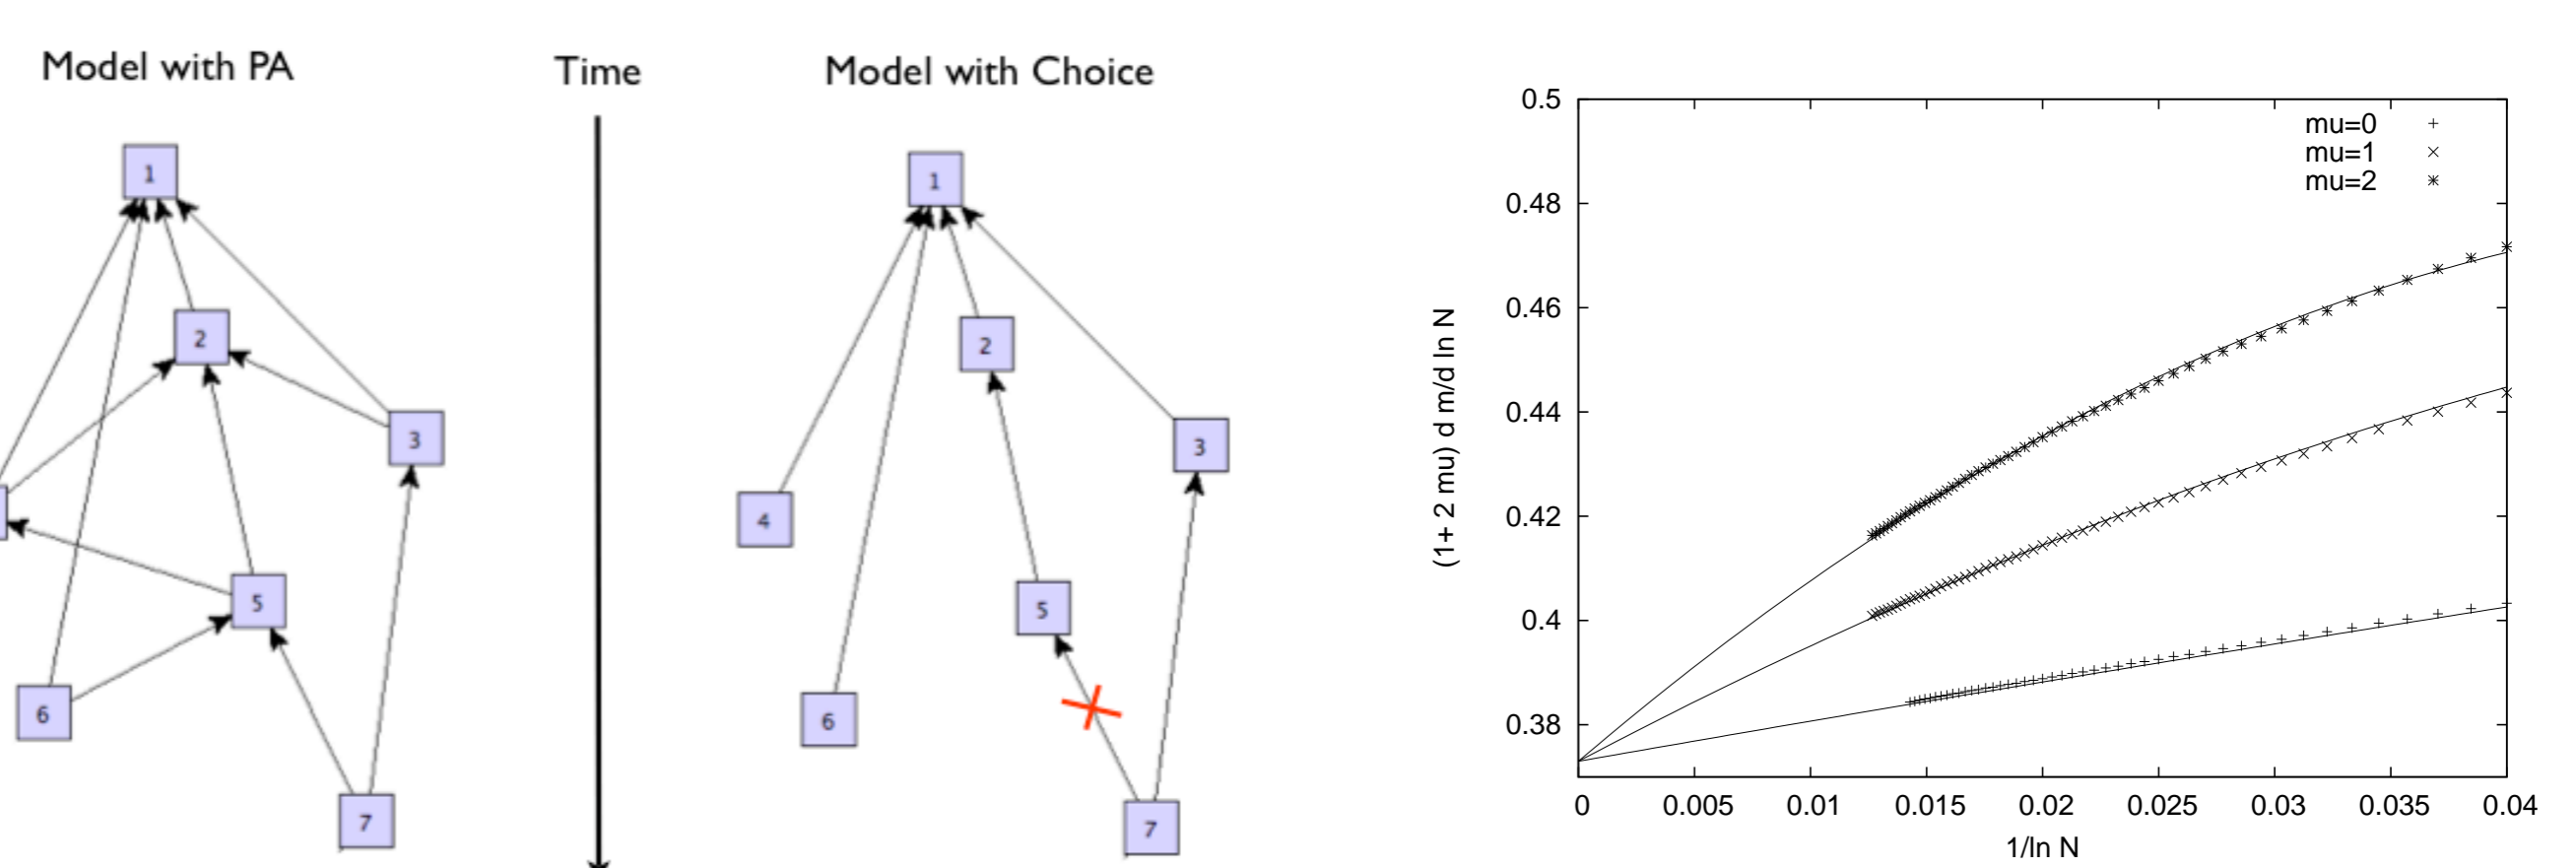 Model with PA
Time
Model with Choice
1
2
3
5
6
7
1
2
3
4
5
6
7
(1+ 2 mu) d m/d ln N
0.5
0.48
0.46
0.44
0.42
0.4
0.38
mu=0
mu=1
mu=2
0 0.005 0.01 0.015 0.02 0.025 0.03 0.035 0.04
1/ln N